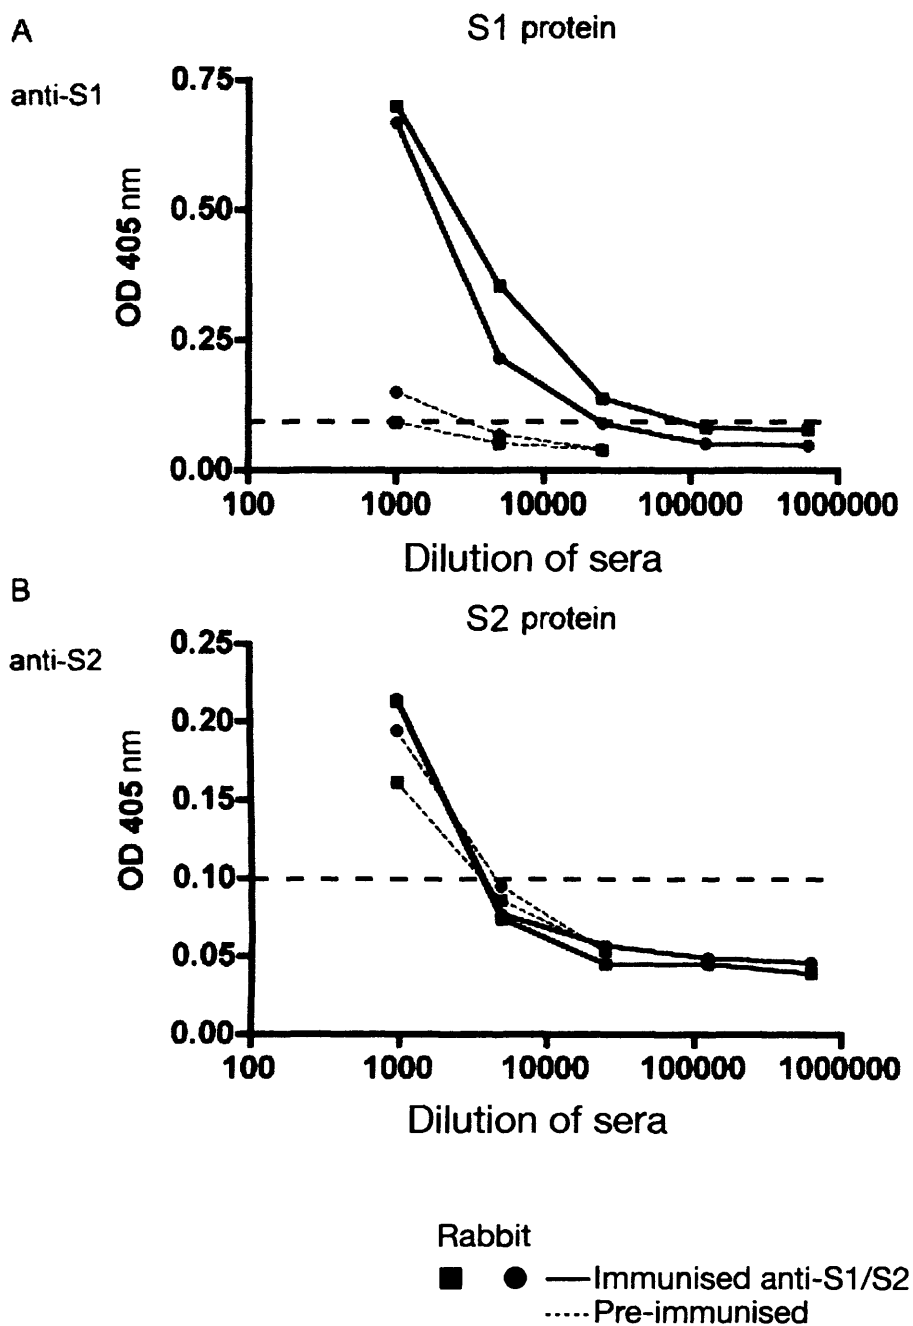 A
S1 protein
anti-S1
0.75
0.50
0.25
0.00
OD 405 nm
100 1000 10000 100000 1000000
Dilution of sera
B
S2 protein
anti-S2
0.25
0.20
0.15
0.10
0.05
0.00
OD 405 nm
100 1000 10000 100000 1000000
Dilution of sera
Rabbit
Immunised anti-S1/S2
Pre-immunised